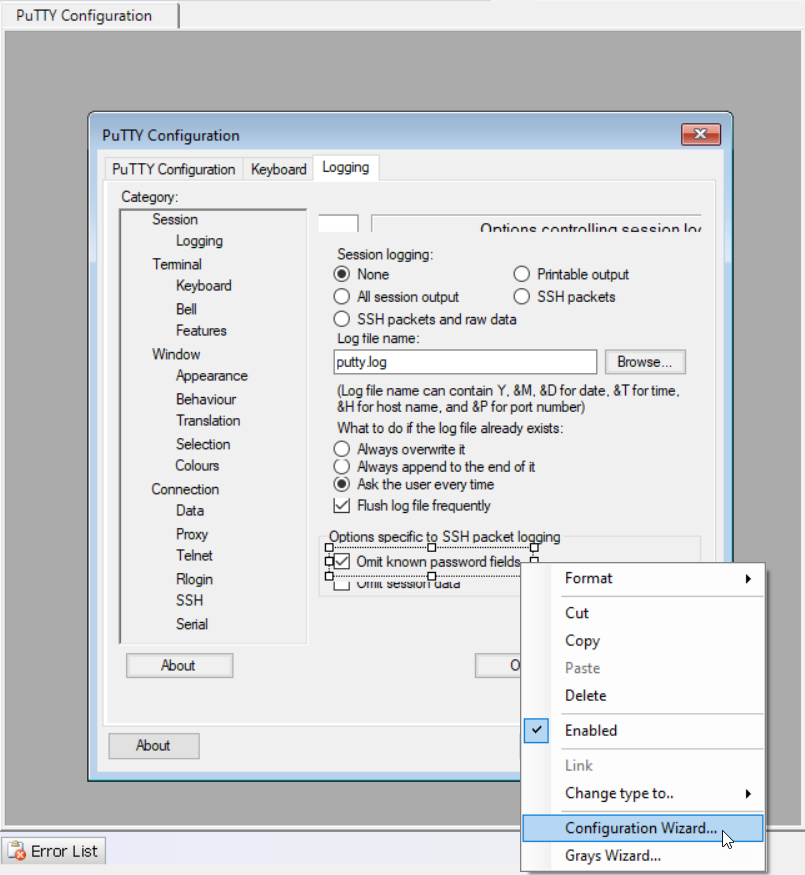 PuTTY Configuration
PuTTY Configuration
PuTTY Configuration Keyboard Logging
Category:
Session
Logging
Terminal
Keyboard
Bell
Features
Window
Appearance
Behaviour
Translation
Selection
Colours
Connection
Data
Proxy
Telnet
Rlogin
SSH
Serial
About
Options controlling session
Session logging:
None
Printable output
All session output
SSH packets
SSH packets and raw data
Log file name:
putty.log
Browse...
(Log file name can contain Y, &M, &D for date, &T for time,
&H for host name, and &P for port number)
What to do if the log file already exists:
Always overwrite it
Always append to the end of it
Ask the user every time
Flush log file frequently
Options specific to SSH packet logging
Omit known password fields
Omit session data
About
Format
Cut
Copy
Paste
Delete
Enabled
Link
Change type to..
Configuration Wizard...
Grays Wizard...
Error List